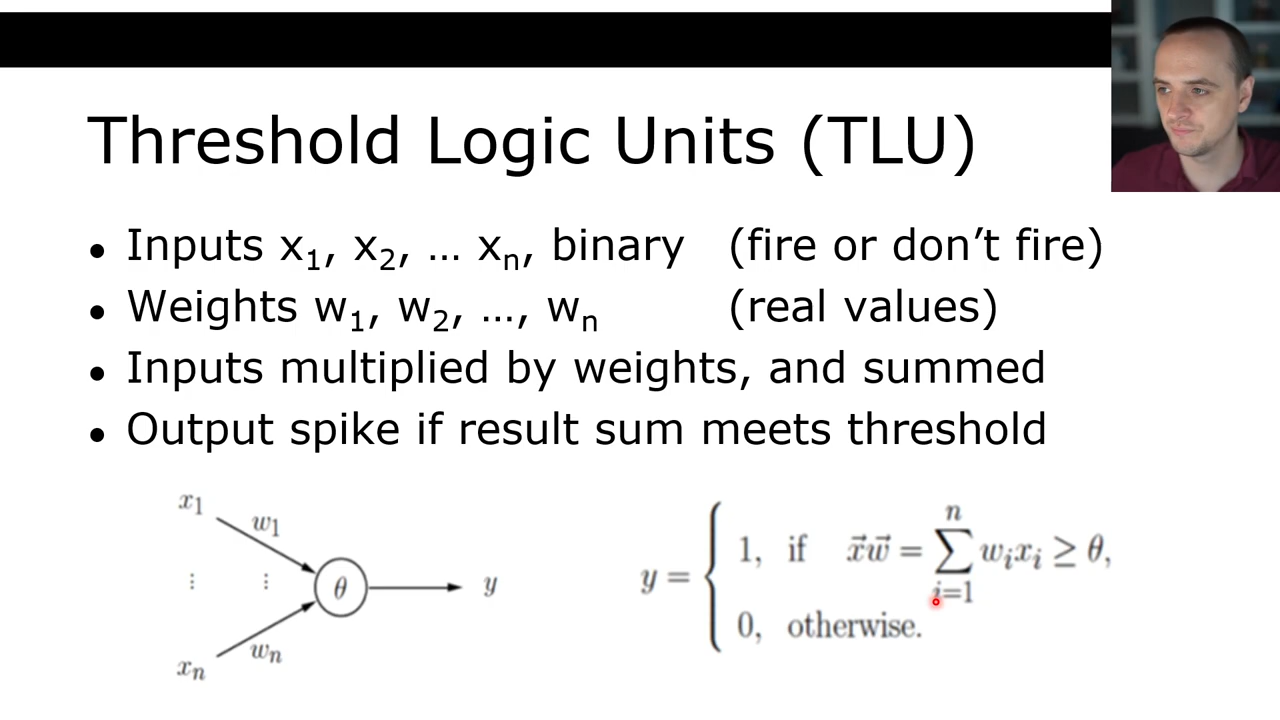 Threshold Logic Units (TLU)
• Inputs x₁, x₂, … xₙ, binary (fire or don’t fire)
• Weights w₁, w₂, …, wₙ (real values)
• Inputs multiplied by weights, and summed
• Output spike if result sum meets threshold
x₁
w₁
⋮ ⋮
θ
y
wₙ
xₙ
y = { 1, if x⃗w⃗ = ∑ⁿᵢ₌₁ wᵢxᵢ ≥ θ,
0, otherwise.